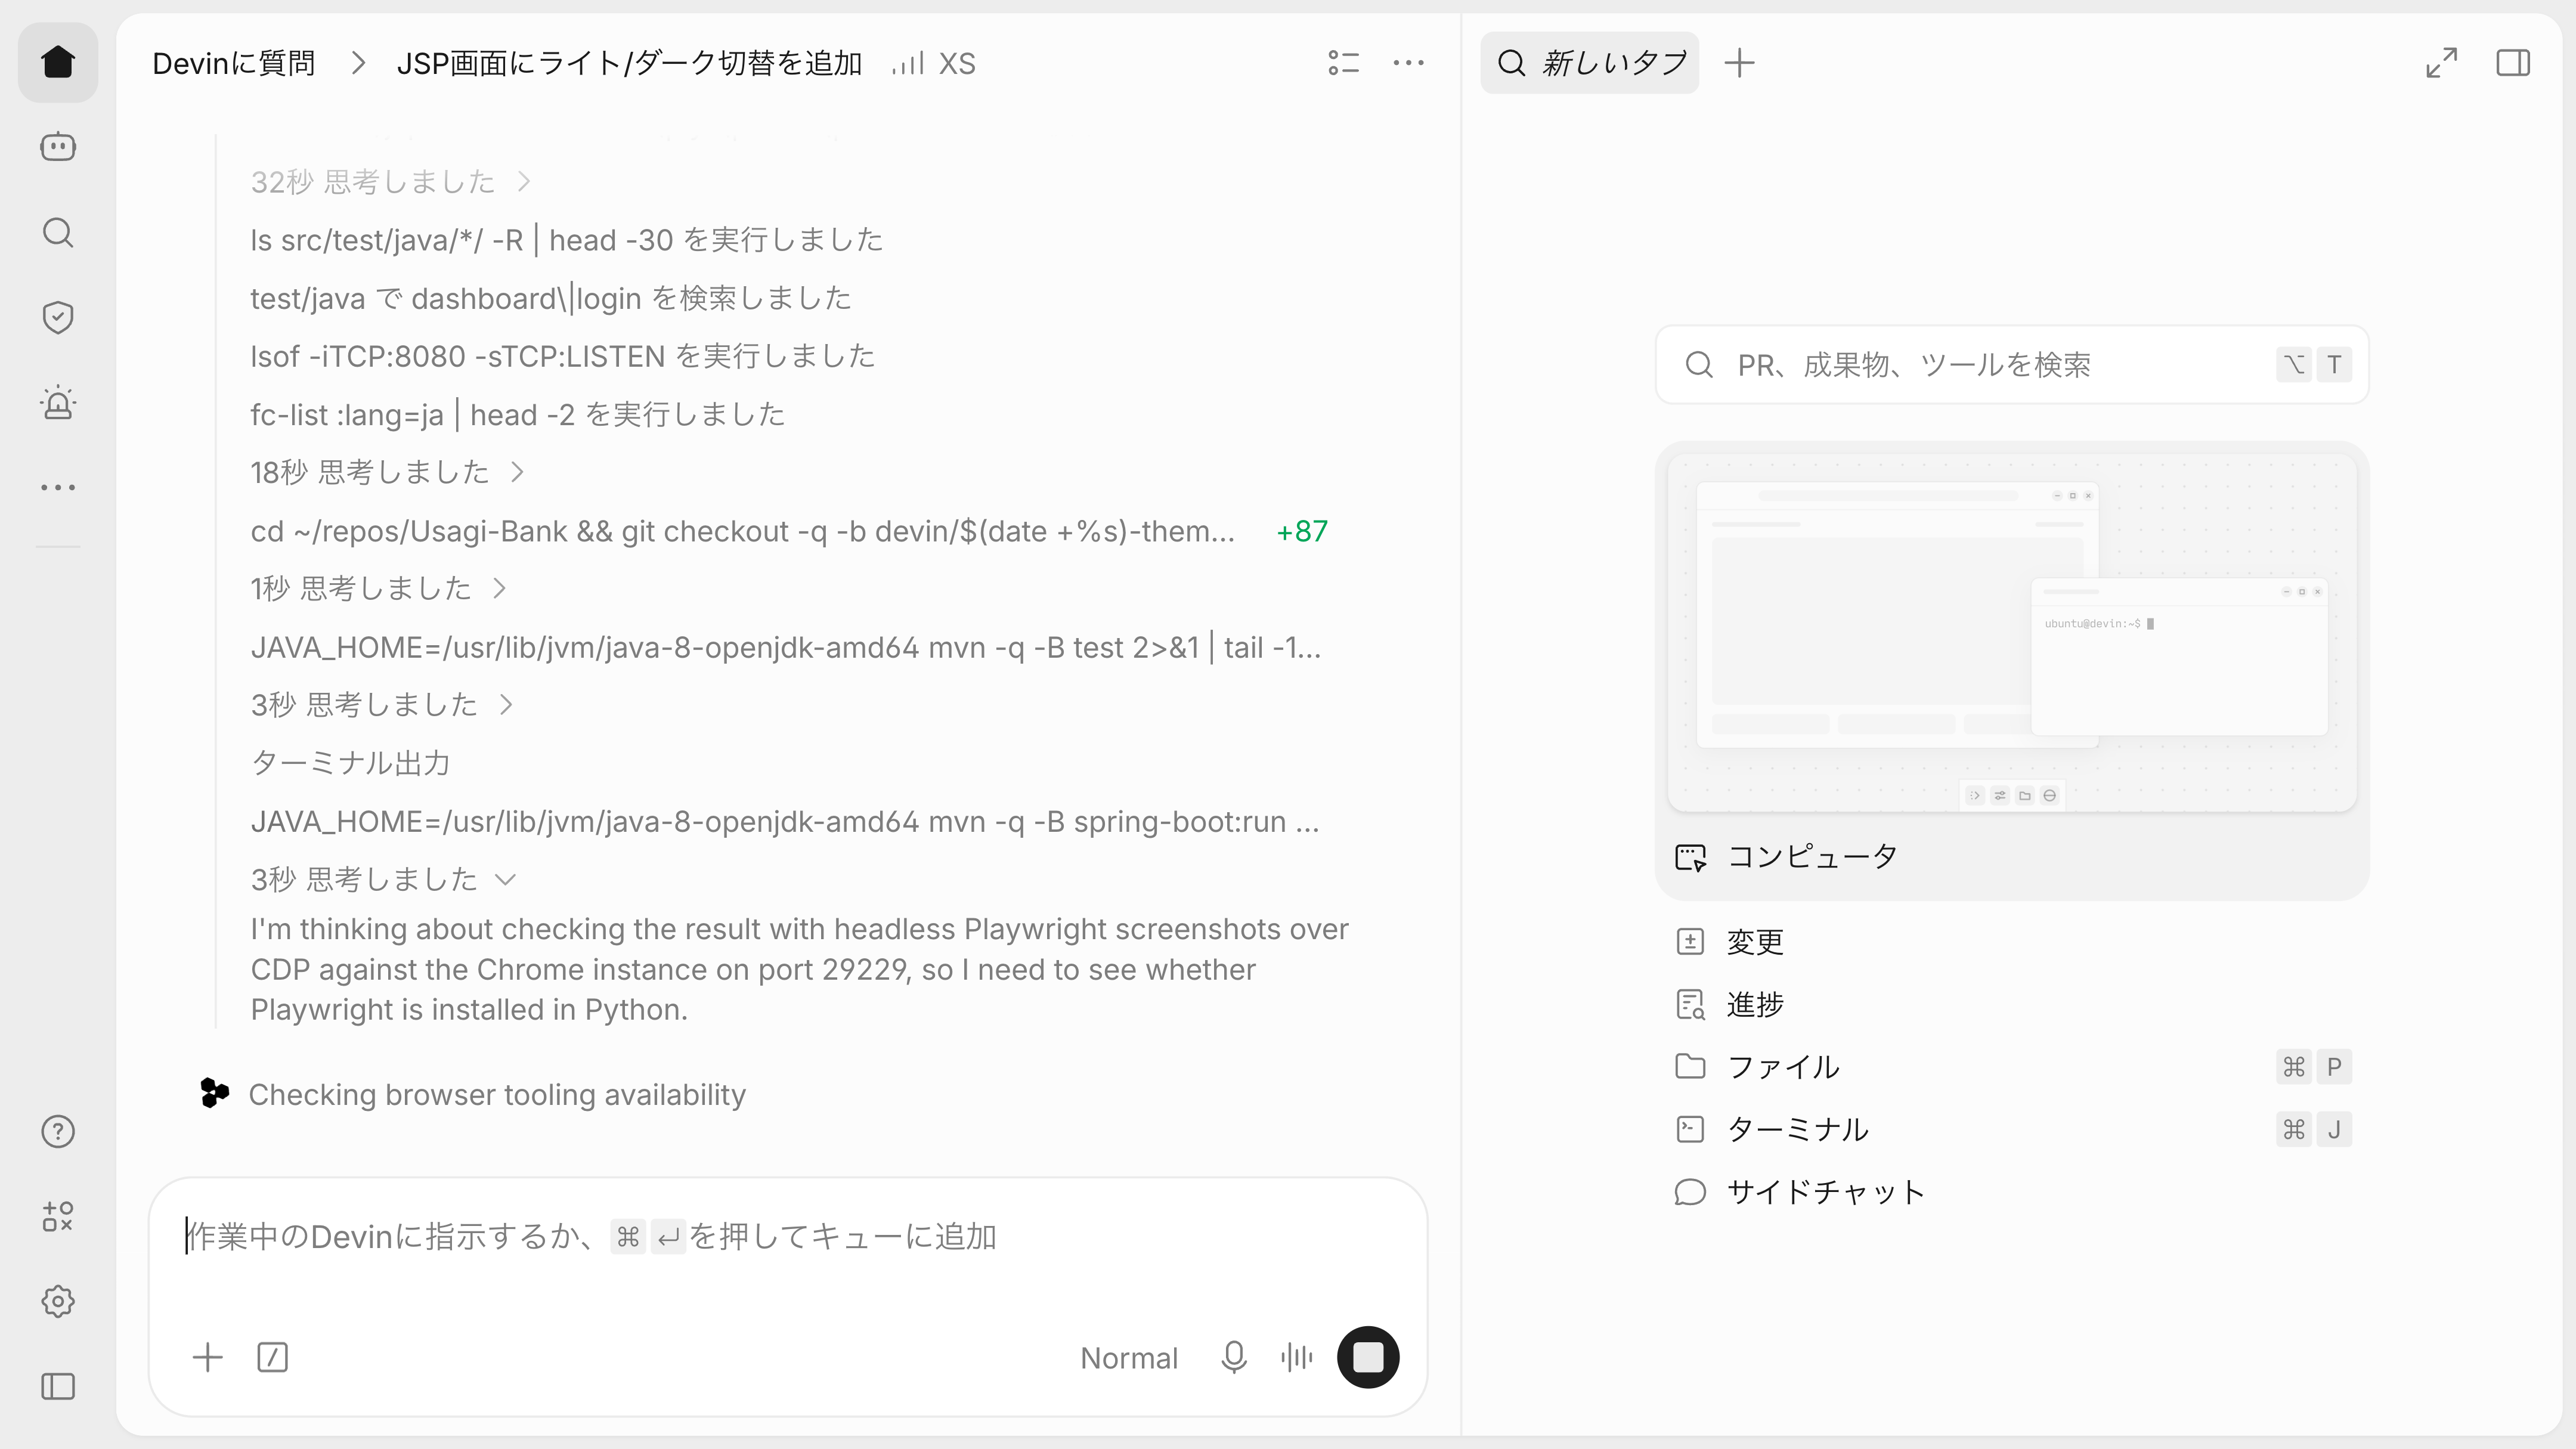 Devinに質問
JSP画面にライト/ダーク切替を追加
XS
32秒 思考しました
ls src/test/java/*/ -R | head -30 を実行しました
test/java で dashboard\|login を検索しました
lsof -iTCP:8080 -sTCP:LISTEN を実行しました
fc-list :lang=ja | head -2 を実行しました
18秒 思考しました
cd ~/repos/Usagi-Bank && git checkout -q -b devin/$(date +%s)-them... +87
1秒 思考しました
JAVA_HOME=/usr/lib/jvm/java-8-openjdk-amd64 mvn -q -B test 2>&1 | tail -1...
3秒 思考しました
ターミナル出力
JAVA_HOME=/usr/lib/jvm/java-8-openjdk-amd64 mvn -q -B spring-boot:run ...
3秒 思考しました
I'm thinking about checking the result with headless Playwright screenshots over
CDP against the Chrome instance on port 29229, so I need to see whether
Playwright is installed in Python.
Checking browser tooling availability
作業中のDevinに指示するか、⌘↵を押してキューに追加
Normal
新しいタブ
PR、成果物、ツールを検索 ⌥ T
ubuntu@devin:~$
コンピュータ
変更
進捗
ファイル ⌘ P
ターミナル ⌘ J
サイドチャット